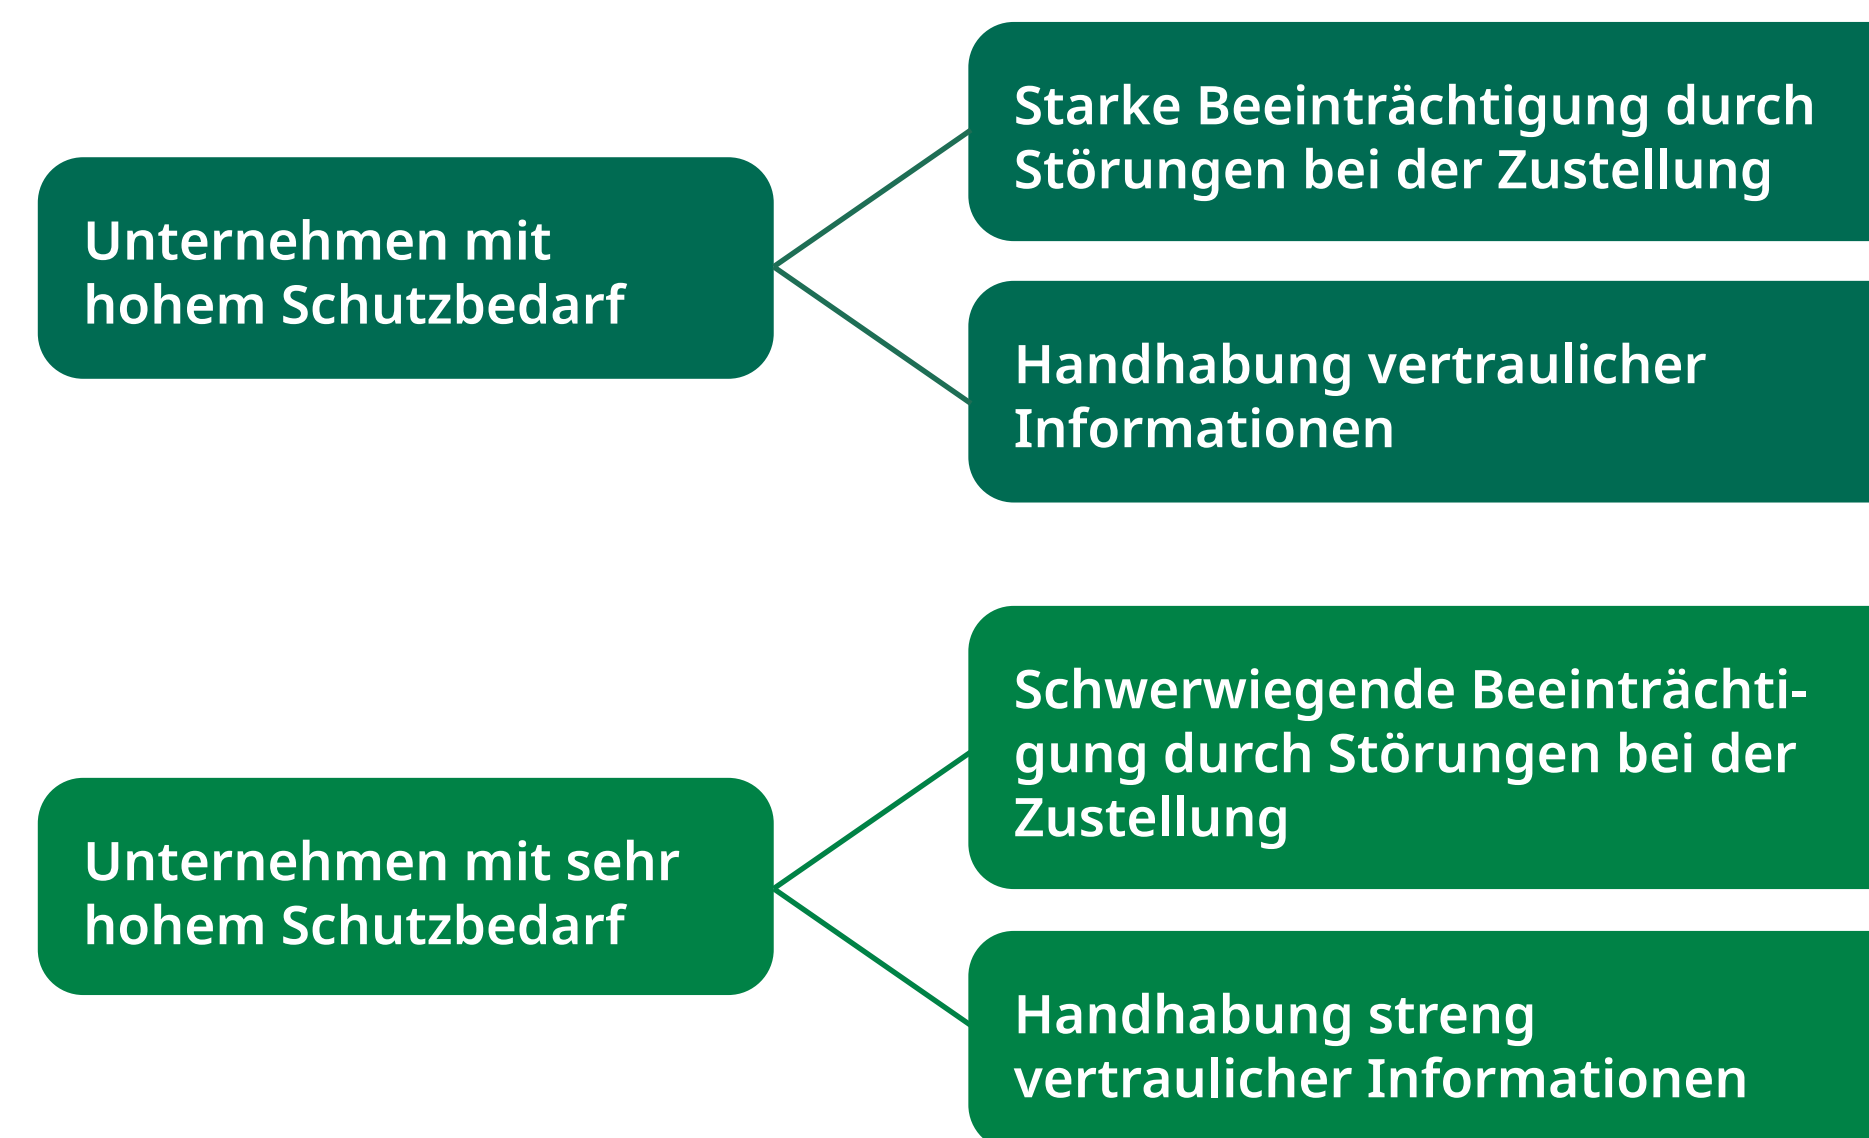 Unternehmen mit
hohem Schutzbedarf
Starke Beeinträchtigung durch
Störungen bei der Zustellung
Handhabung vertraulicher
Informationen
Unternehmen mit sehr
hohem Schutzbedarf
Schwerwiegende Beeinträchti-
gung durch Störungen bei der
Zustellung
Handhabung streng
vertraulicher Informationen